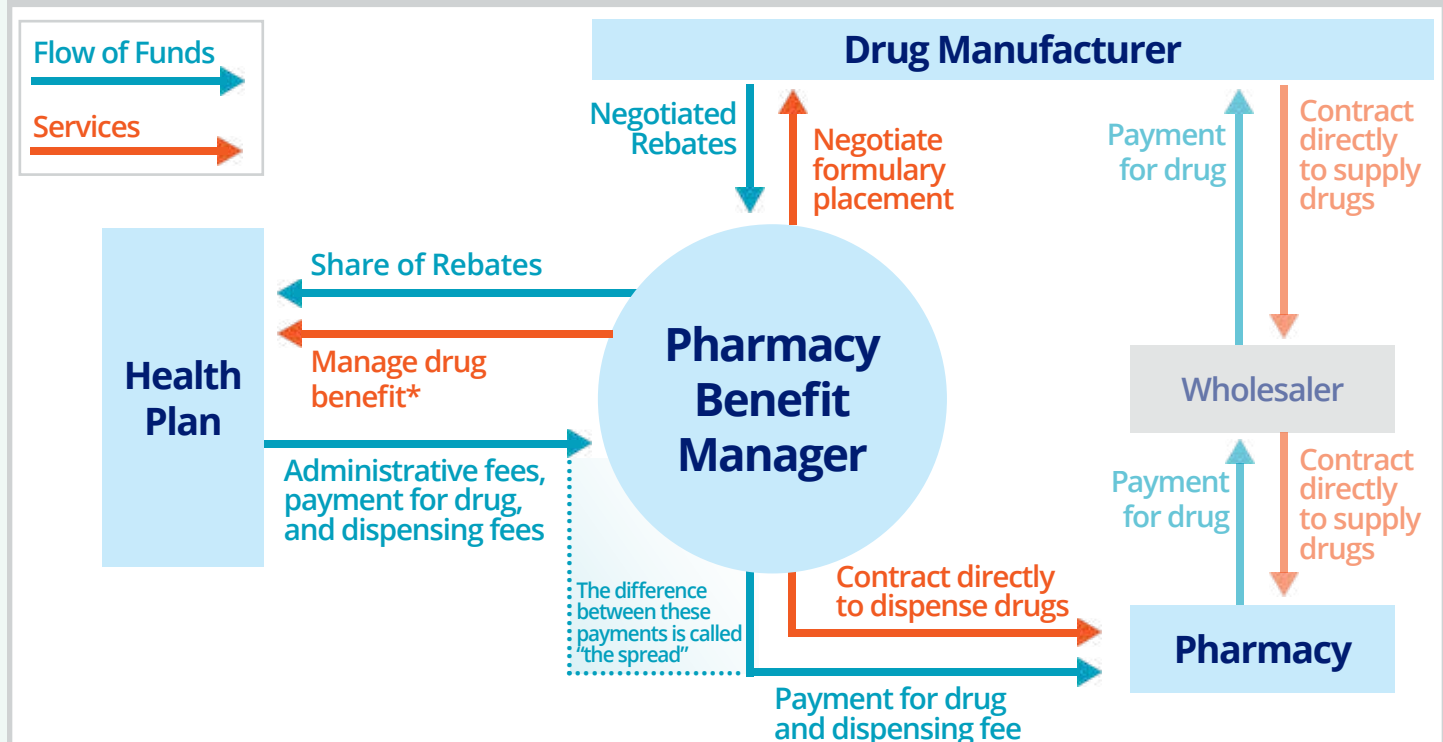 Flow of Funds
Services
Drug Manufacturer
Negotiated
Rebates
Negotiate
formulary
placement
Payment
for drug
Contract
directly
to supply
drugs
Share of Rebates
Manage drug
benefit*
Health
Plan
Pharmacy
Benefit
Manager
Wholesaler
Administrative fees,
payment for drug,
and dispensing fees
Payment
for drug
Contract
directly
to supply
drugs
The difference
between these
payments is called
“the spread”
Contract directly
to dispense drugs
Pharmacy
Payment for drug
and dispensing fee